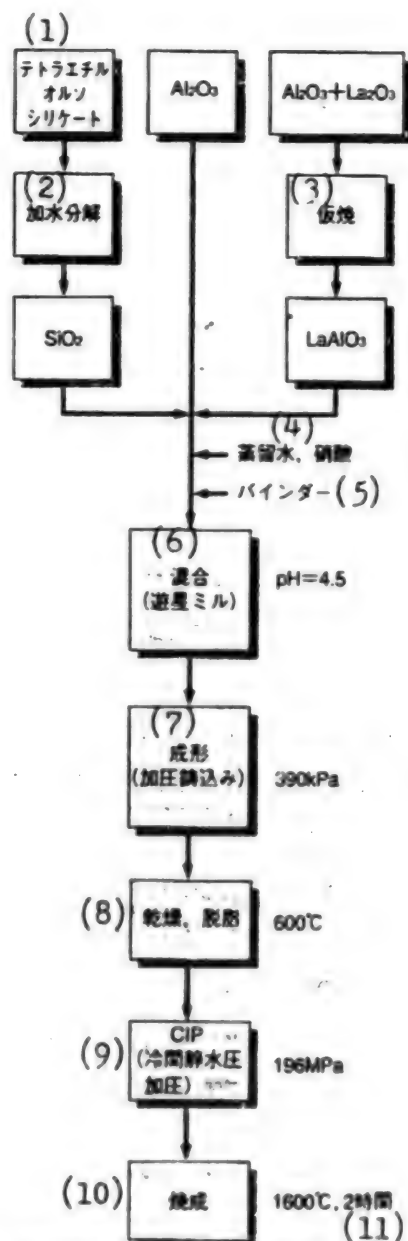 (1)
テトラエチル
オルソ
シリケート
Al₂O₃
Al₂O₃+La₂O₃
(2)
加水分解
(3)
仮焼
SiO₂
LaAlO₃
(4)
蒸留水、硝酸
バインダー (5)
(6)
混合
(遊星ミル)
pH=4.5
(7)
成形
(加圧鋳込み)
390kPa
(8)
乾燥、脱脂
600℃
(9)
CIP
(冷間静水圧
加圧)
196MPa
(10)
焼成
1600℃, 2時間
(11)